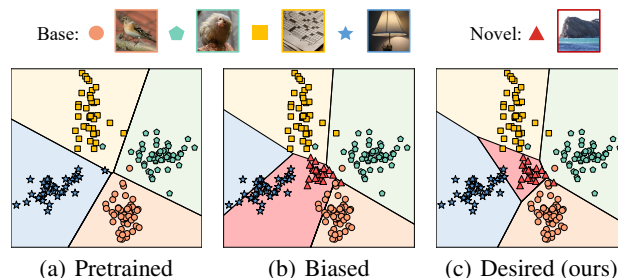 Base:
Novel:
(a) Pretrained
(b) Biased
(c) Desired (ours)